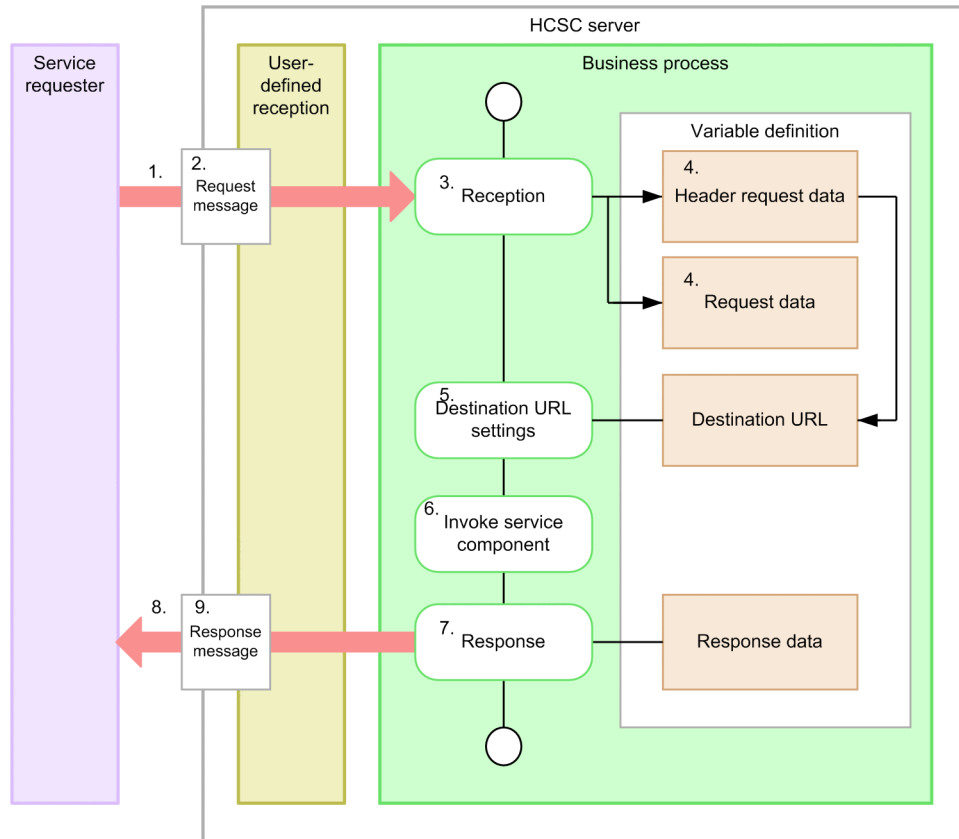 HCSC server
Service
requester
User-
defined
reception
Business process
Variable definition
1.
2.
Request
message
3.
Reception
4.
Header request data
4.
Request data
5.
Destination URL
settings
Destination URL
6.
Invoke service
component
8.
9.
Response
message
7.
Response
Response data